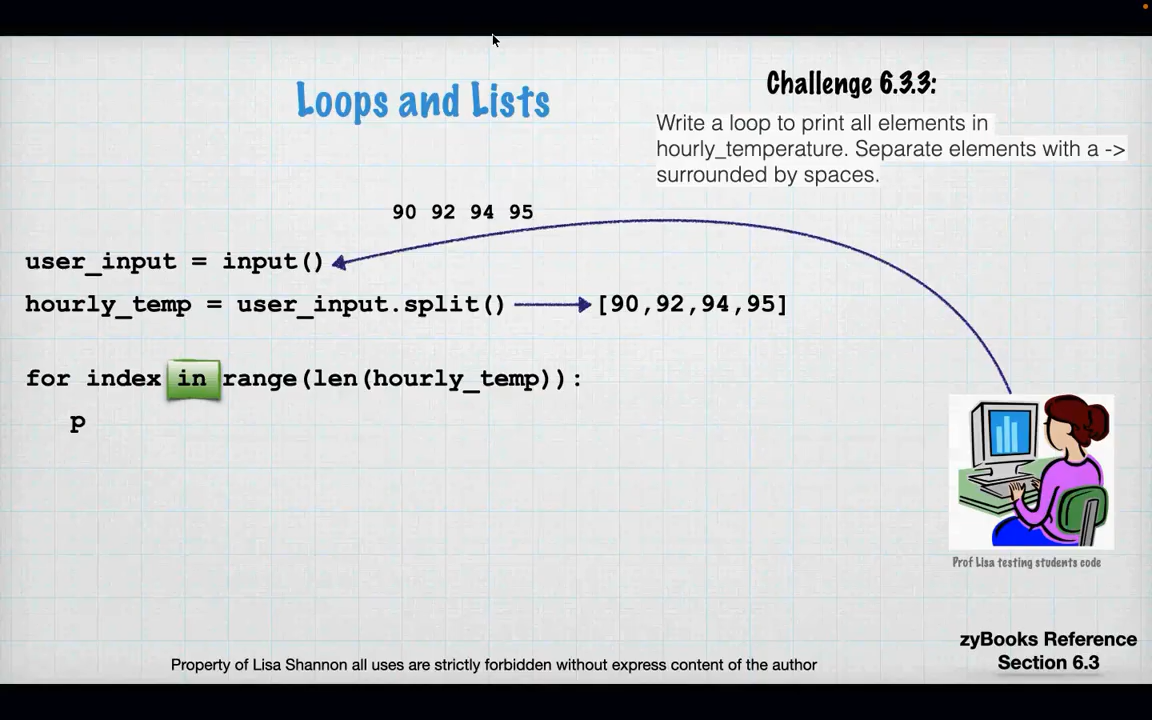 Loops and Lists
Challenge 6.3.3:
Write a loop to print all elements in
hourly_temperature. Separate elements with a ->
surrounded by spaces.
90 92 94 95
user_input = input()
hourly_temp = user_input.split() [90,92,94,95]
for index in range(len(hourly_temp)):
p
Prof Lisa testing students code
zyBooks Reference
Section 6.3
Property of Lisa Shannon all uses are strictly forbidden without express content of the author